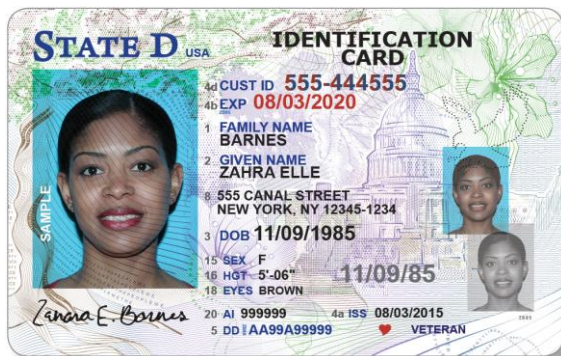 STATE D USA
IDENTIFICATION
CARD
4d CUST ID 555-444555
4b EXP 08/03/2020
1 FAMILY NAME
BARNES
2 GIVEN NAME
ZAHRA ELLE
8 555 CANAL STREET
NEW YORK, NY 12345-1234
3 DOB 11/09/1985
15 SEX F
16 HGT 5'-06"
11/09/85
18 EYES BROWN
20 AI 999999
4a ISS 08/03/2015
5 DD AA99A99999
VETERAN
SAMPLE
Zahara E. Barnes